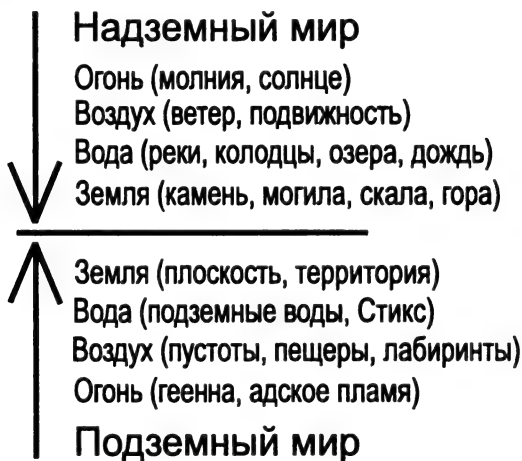 Надземный мир
Огонь (молния, солнце)
Воздух (ветер, подвижность)
Вода (реки, колодцы, озера, дождь)
Земля (камень, могила, скала, гора)
Земля (плоскость, территория)
Вода (подземные воды, Стикс)
Воздух (пустоты, пещеры, лабиринты)
Огонь (геенна, адское пламя)
Подземный мир